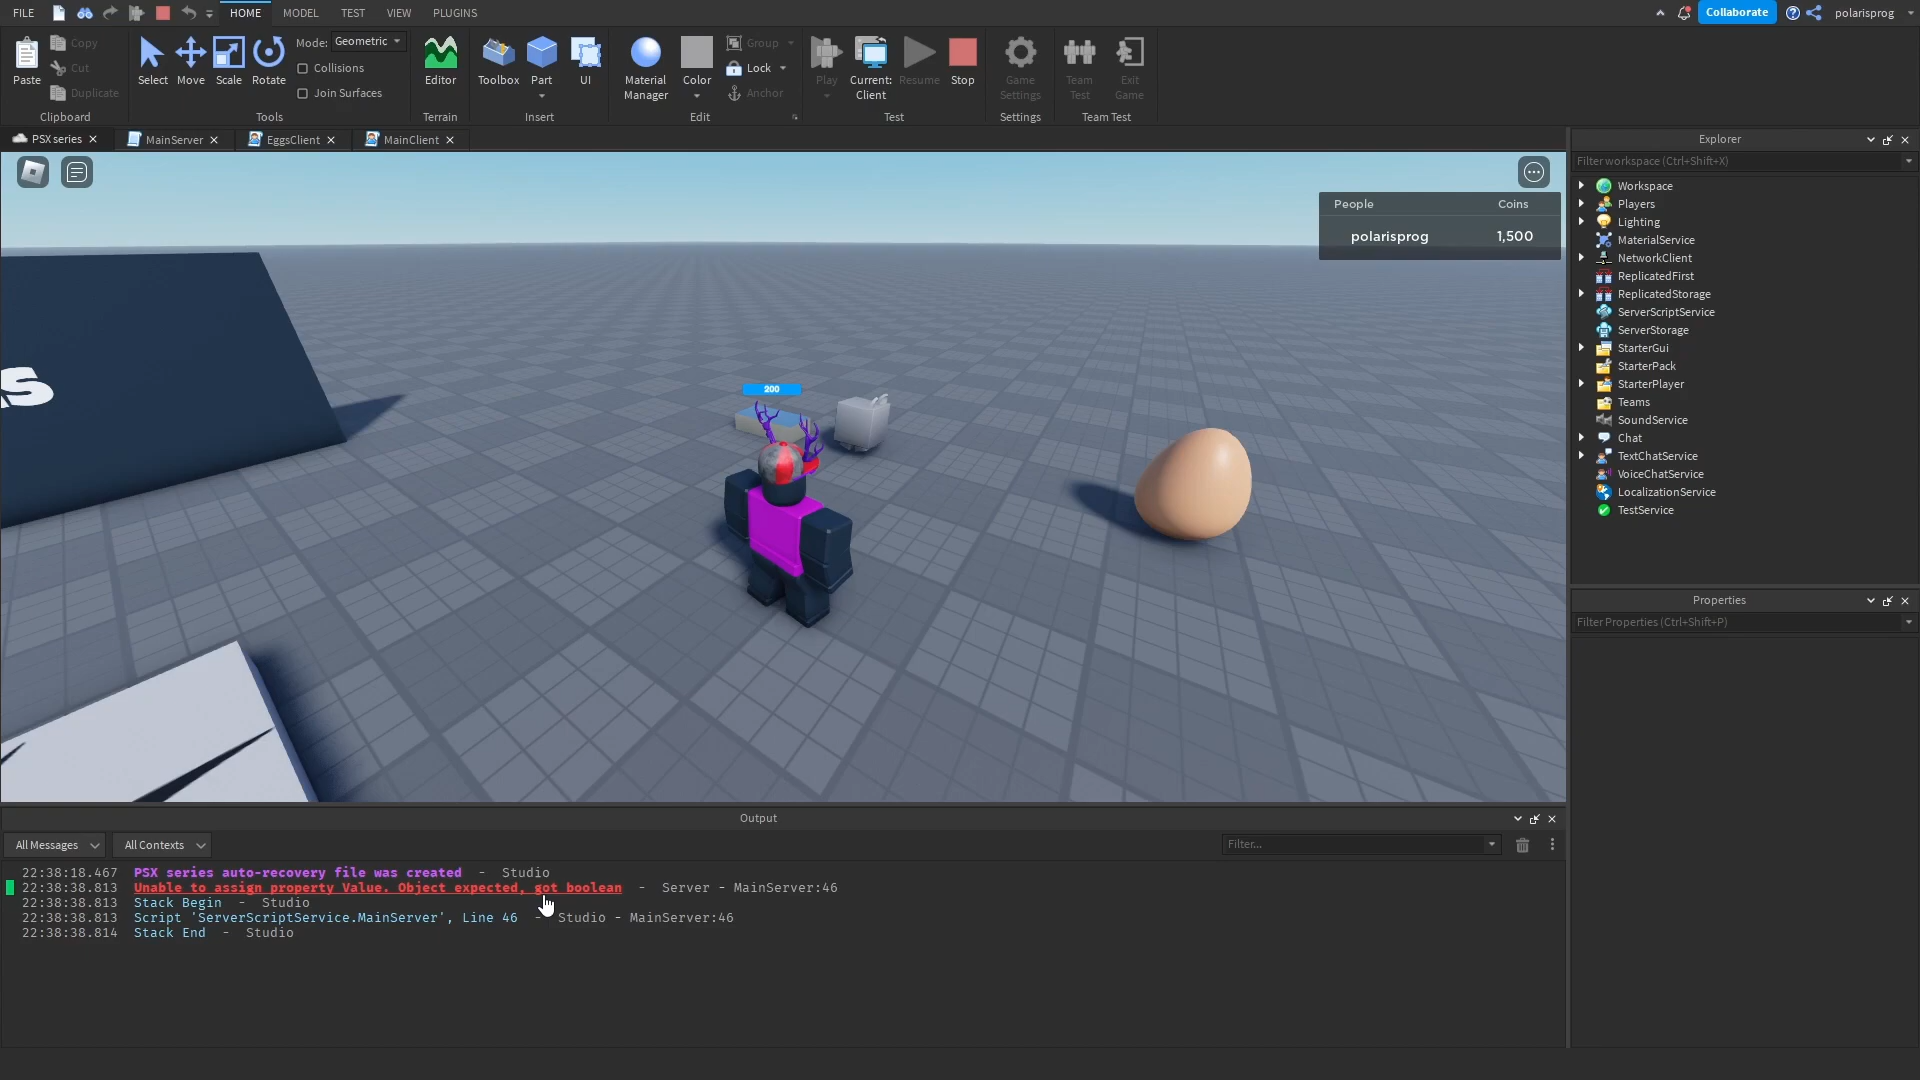 FILE HOME MODEL TEST VIEW PLUGINS Collaborate polarisprog
Paste Copy Cut Duplicate Clipboard
Select Move Scale Rotate Mode: Geometric Collisions Join Surfaces Tools
Editor Terrain
Toolbox Part UI Insert
Material Manager Color Group Lock Anchor Edit
Play Current: Client Resume Stop Test
Game Settings Settings
Team Test Exit Game Team Test
PSX series MainServer EggsClient MainClient
People Coins
polarisprog 1,500
200
S
Explorer
Filter workspace (Ctrl+Shift+X)
Workspace
Players
Lighting
MaterialService
NetworkClient
ReplicatedFirst
ReplicatedStorage
ServerScriptService
ServerStorage
StarterGui
StarterPack
StarterPlayer
Teams
SoundService
Chat
TextChatService
VoiceChatService
LocalizationService
TestService
Properties
Filter Properties (Ctrl+Shift+P)
Output
All Messages All Contexts Filter...
22:38:18.467 PSX series auto-recovery file was created - Studio
22:38:38.813 Unable to assign property Value. Object expected, got boolean - Server - MainServer:46
22:38:38.813 Stack Begin - Studio
22:38:38.813 Script 'ServerScriptService.MainServer', Line 46 - Studio - MainServer:46
22:38:38.814 Stack End - Studio